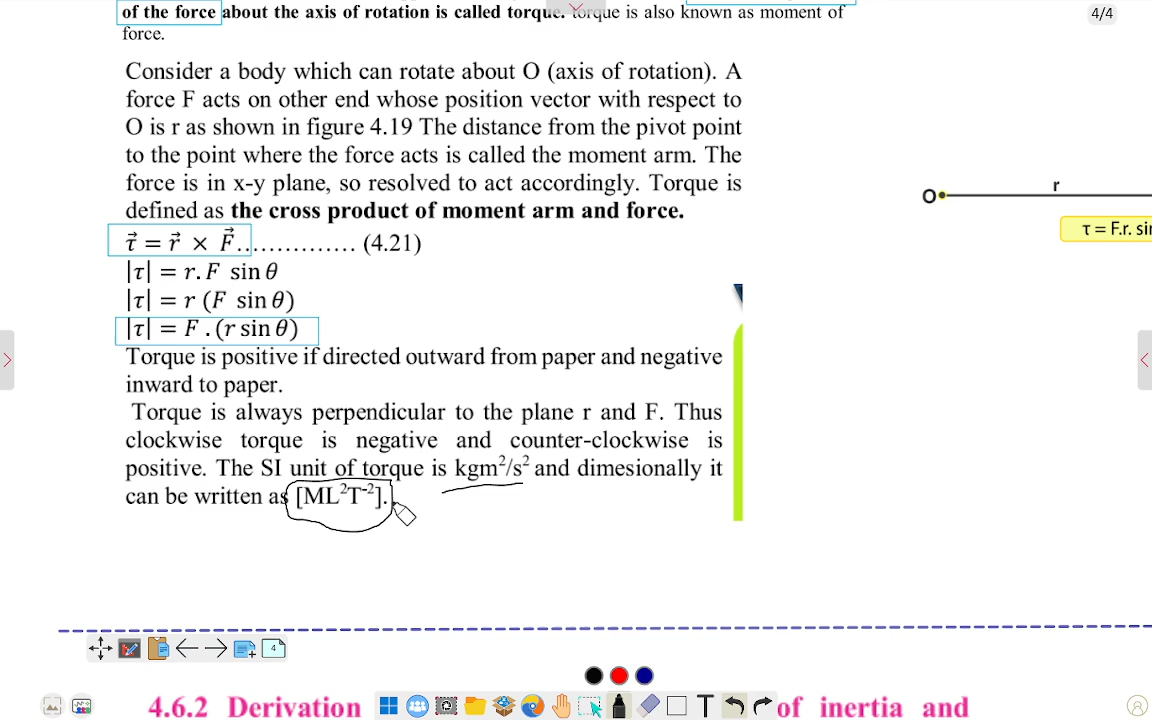 of the force about the axis of rotation is called torque. torque is also known as moment of
force.
4/4
Consider a body which can rotate about O (axis of rotation). A
force F acts on other end whose position vector with respect to
O is r as shown in figure 4.19 The distance from the pivot point
to the point where the force acts is called the moment arm. The
force is in x-y plane, so resolved to act accordingly. Torque is
defined as the cross product of moment arm and force.
τ⃗ = r⃗ × F⃗ .............. (4.21)
|τ| = r. F sin θ
|τ| = r (F sin θ)
|τ| = F . (r sin θ)
Torque is positive if directed outward from paper and negative
inward to paper.
Torque is always perpendicular to the plane r and F. Thus
clockwise torque is negative and counter-clockwise is
positive. The SI unit of torque is kgm²/s² and dimesionally it
can be written as [ML²T⁻²].
O
r
τ = F.r. sin
4
4.6.2 Derivation
T
of inertia and